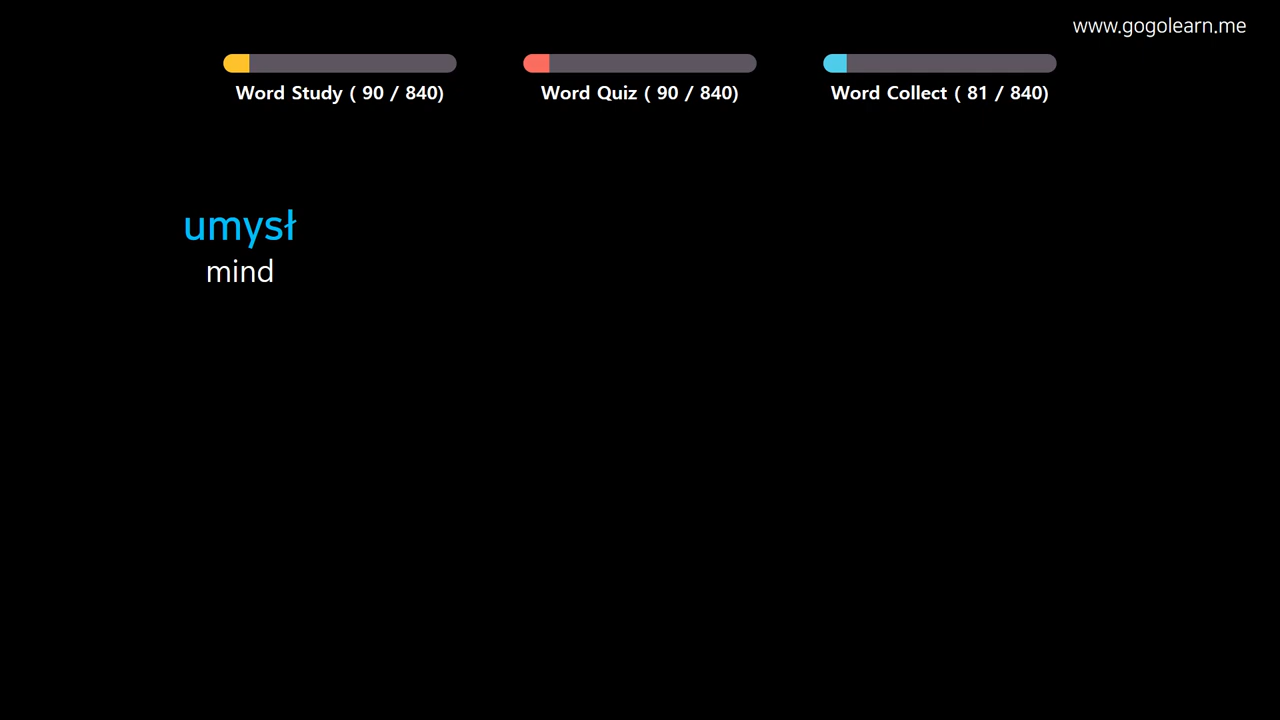 www.gogolearn.me
Word Study ( 90 / 840)
Word Quiz ( 90 / 840)
Word Collect ( 81 / 840)
umysł
mind